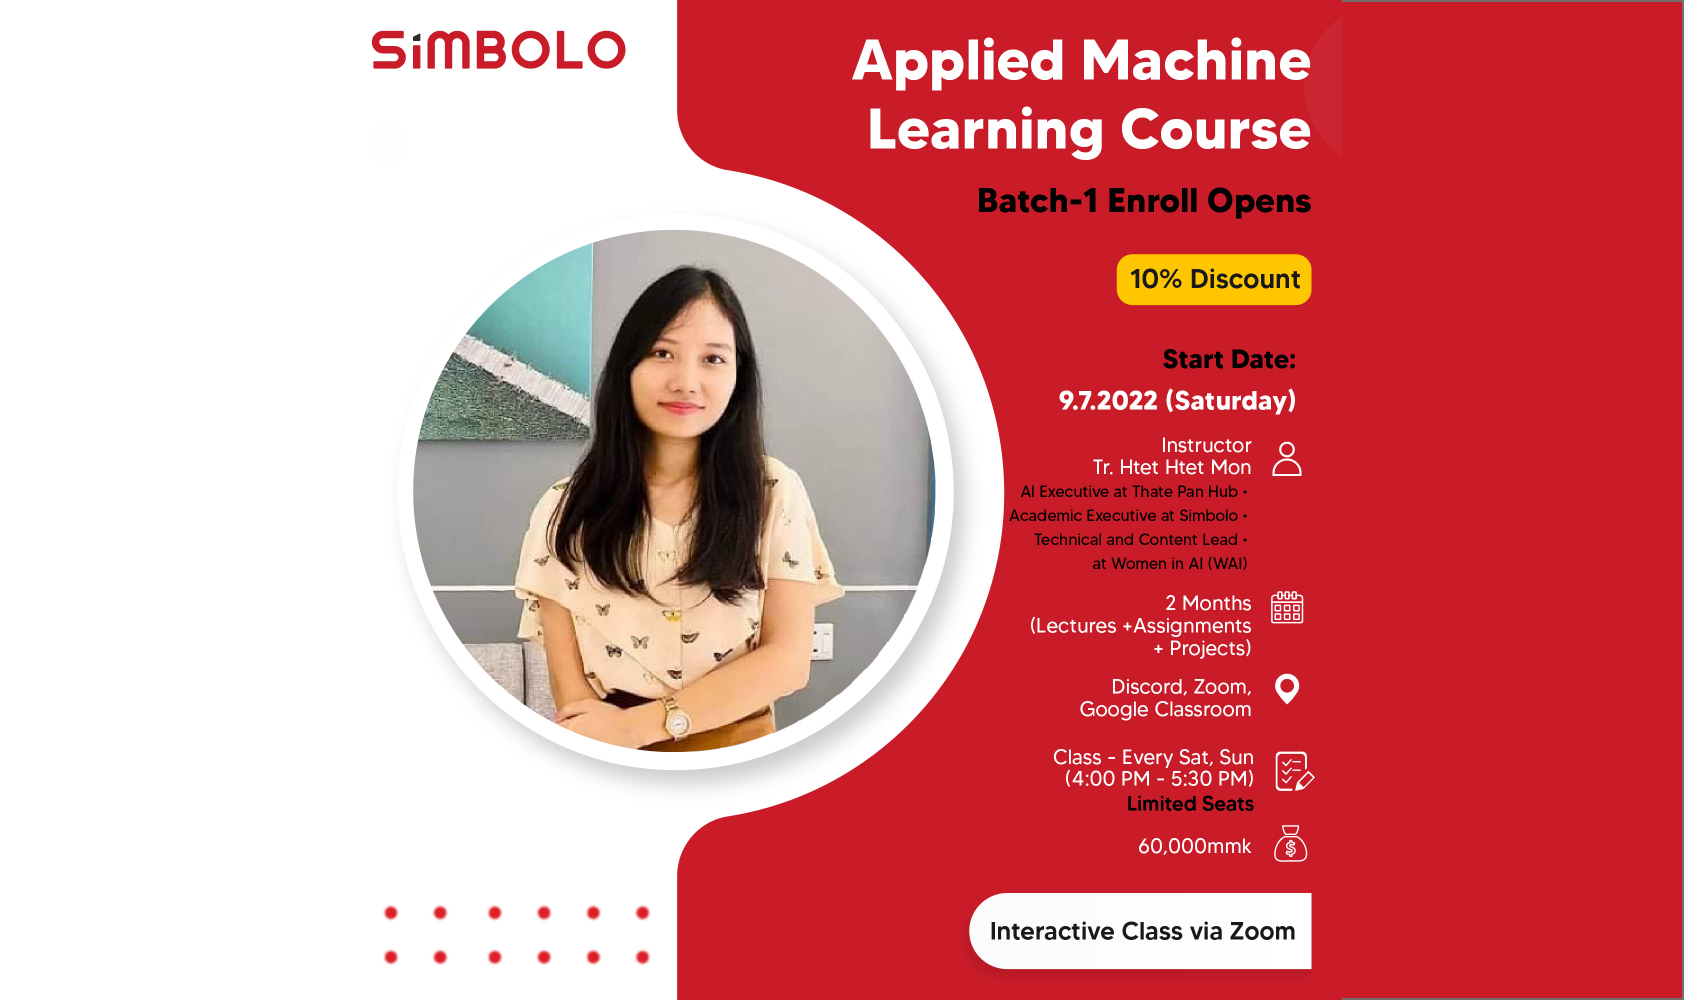 SiMBOLO
Applied Machine
Learning Course
Batch-1 Enroll Opens
10% Discount
Start Date:
9.7.2022 (Saturday)
Instructor
Tr. Htet Htet Mon
AI Executive at Thate Pan Hub •
Academic Executive at Simbolo •
Technical and Content Lead •
at Women in AI (WAI)
2 Months
(Lectures +Assignments
+ Projects)
Discord, Zoom,
Google Classroom
Class - Every Sat, Sun
(4:00 PM - 5:30 PM)
Limited Seats
60,000mmk
$
Interactive Class via Zoom